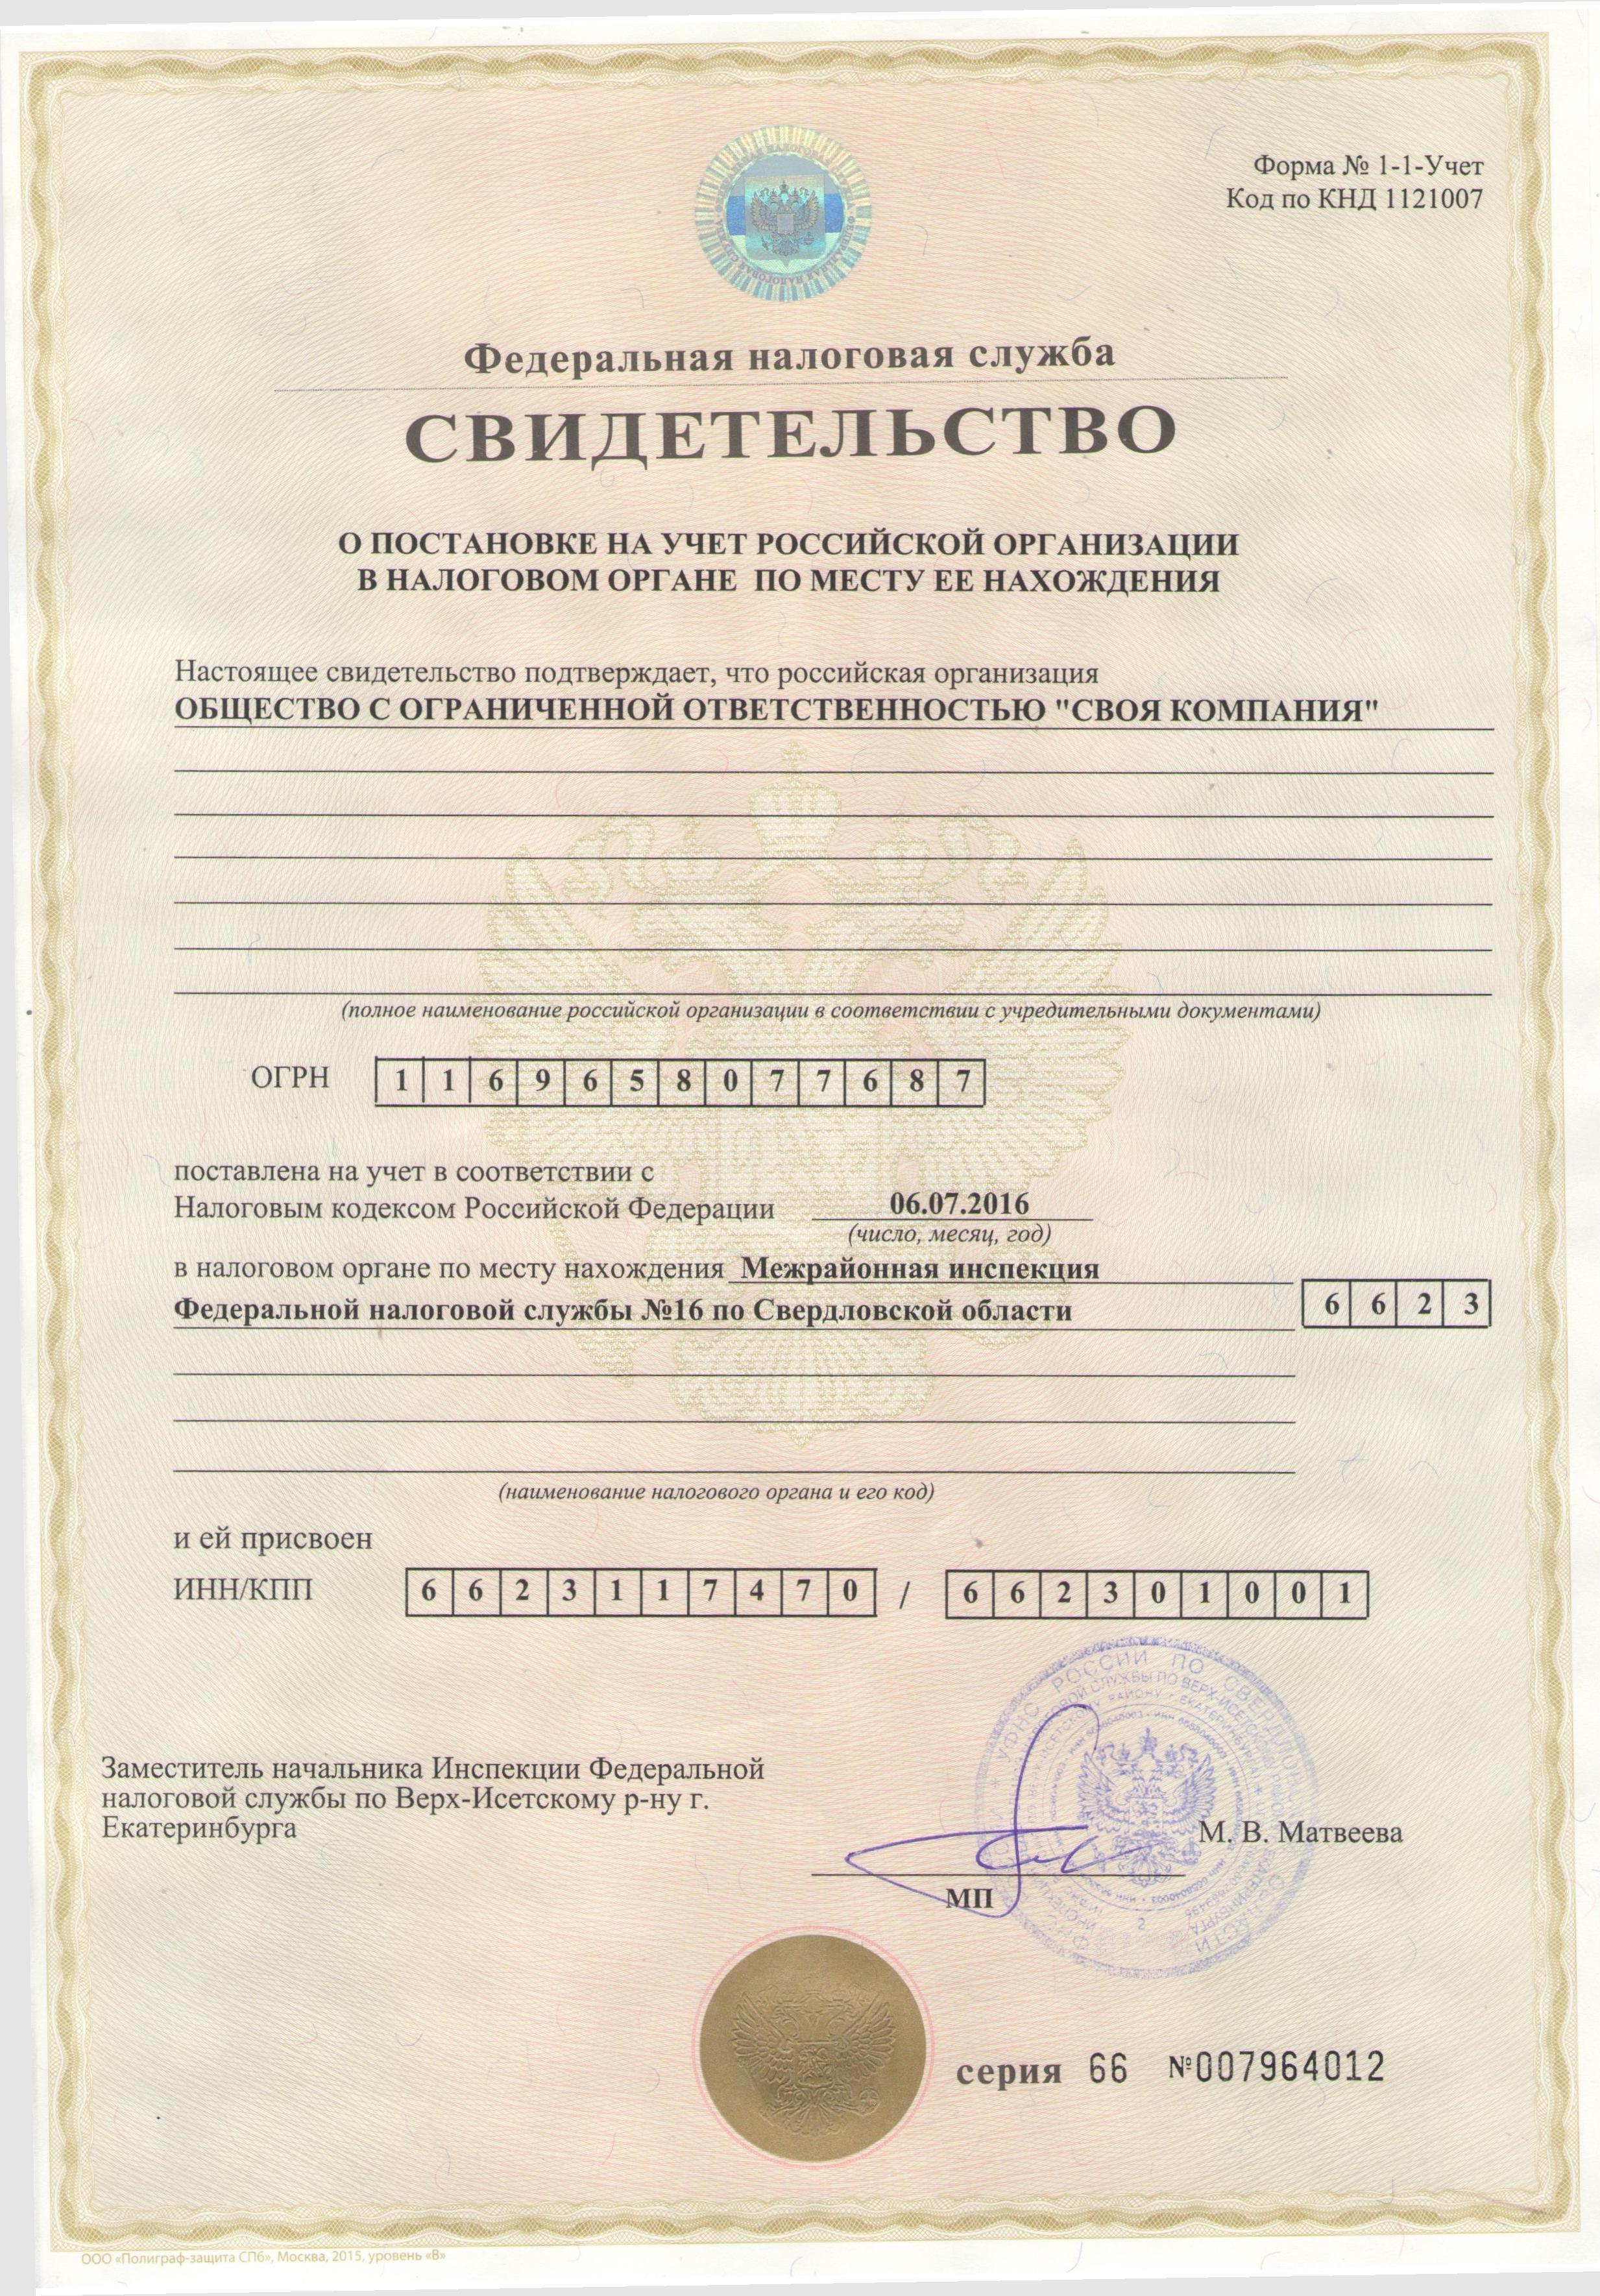 Форма № 1-1-Учет
Код по КНД 1121007
Федеральная налоговая служба
СВИДЕТЕЛЬСТВО
О ПОСТАНОВКЕ НА УЧЕТ РОССИЙСКОЙ ОРГАНИЗАЦИИ
В НАЛОГОВОМ ОРГАНЕ ПО МЕСТУ ЕЕ НАХОЖДЕНИЯ
Настоящее свидетельство подтверждает, что российская организация
ОБЩЕСТВО С ОГРАНИЧЕННОЙ ОТВЕТСТВЕННОСТЬЮ "СВОЯ КОМПАНИЯ"
(полное наименование российской организации в соответствии с учредительными документами)
ОГРН 1 1 6 9 6 5 8 0 7 7 6 8 7
поставлена на учет в соответствии с
Налоговым кодексом Российской Федерации 06.07.2016
(число, месяц, год)
в налоговом органе по месту нахождения Межрайонная инспекция
Федеральной налоговой службы №16 по Свердловской области 6 6 2 3
(наименование налогового органа и его код)
и ей присвоен
ИНН/КПП 6 6 2 3 1 1 7 4 7 0 / 6 6 2 3 0 1 0 0 1
Заместитель начальника Инспекции Федеральной
налоговой службы по Верх-Исетскому р-ну г.
Екатеринбурга
М. В. Матвеева
МП
серия 66 №007964012
ООО «Полиграф-защита СПб», Москва, 2015, уровень «В»